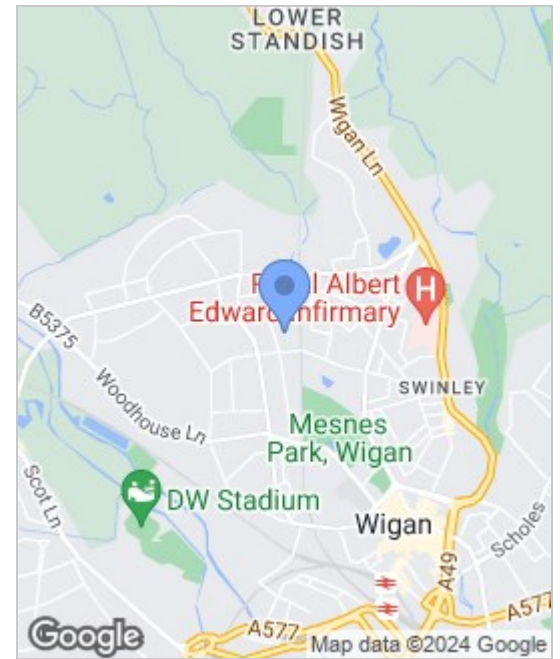 LOWER
STANDISH
Wigan Ln
Albert
Edward Infirmary
H
B5375
Woodhouse Ln
SWINLEY
Mesnes
Park, Wigan
Scot Ln
DW Stadium
Wigan
Scholes
A49
A577
A577
Google
Map data ©2024 Google